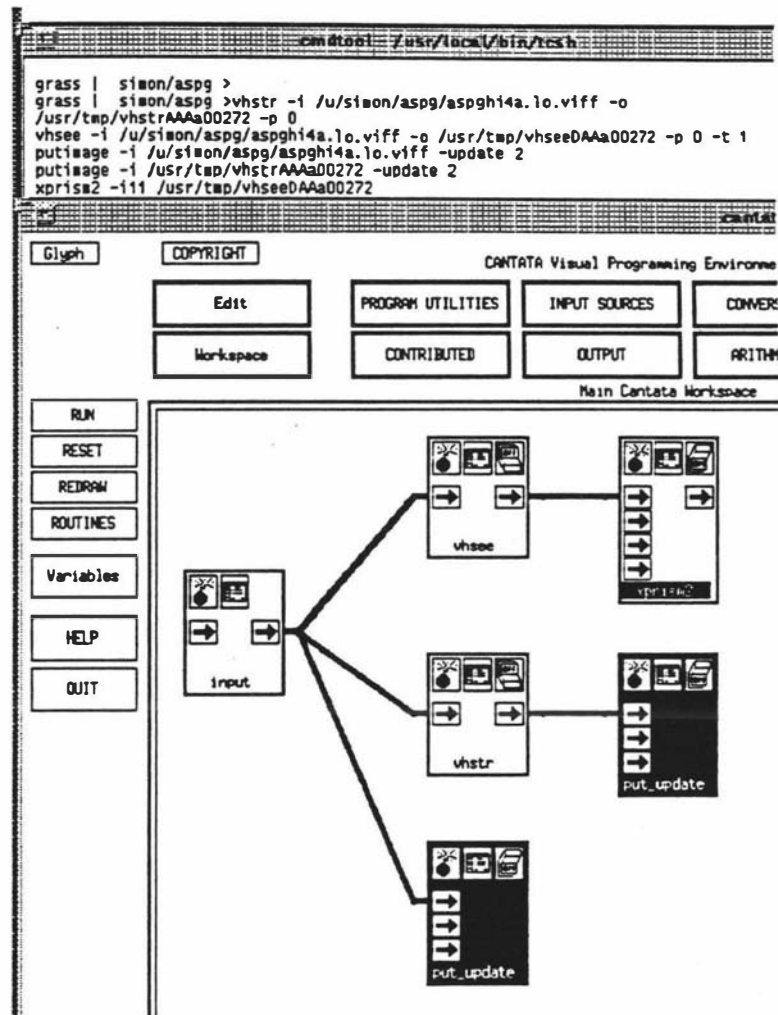 cmdtool - /usr/local/bin/tcsh
grass | simon/aspg >
grass | simon/aspg >vhstr -i /u/simon/aspg/aspghi4a.lo.viff -o
/usr/tmp/vhstrAAAa00272 -p 0
vhsee -i /u/simon/aspg/aspghi4a.lo.viff -o /usr/tmp/vhseeDAAa00272 -p 0 -t 1
putimage -i /u/simon/aspg/aspghi4a.lo.viff -update 2
putimage -i /usr/tmp/vhstrAAAa00272 -update 2
xprism2 -i11 /usr/tmp/vhseeDAAa00272
cantat
Glyph COPYRIGHT CANTATA Visual Programming Environme
Edit PROGRAM UTILITIES INPUT SOURCES CONVERS
Workspace CONTRIBUTED OUTPUT ARITHM
Main Cantata Workspace
RUN
RESET
REDRAW
ROUTINES
Variables
HELP
QUIT
vhsee
xprism2
input
vhstr
put_update
put_update